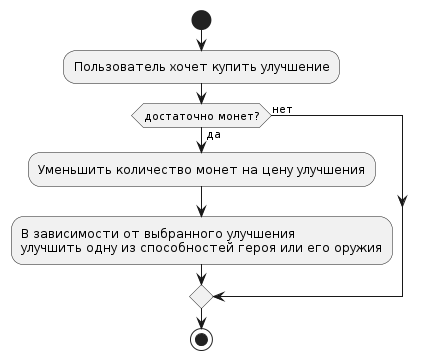 Пользователь хочет купить улучшение
достаточно монет?
нет
да
Уменьшить количество монет на цену улучшения
В зависимости от выбранного улучшения
улучшить одну из способностей героя или его оружия